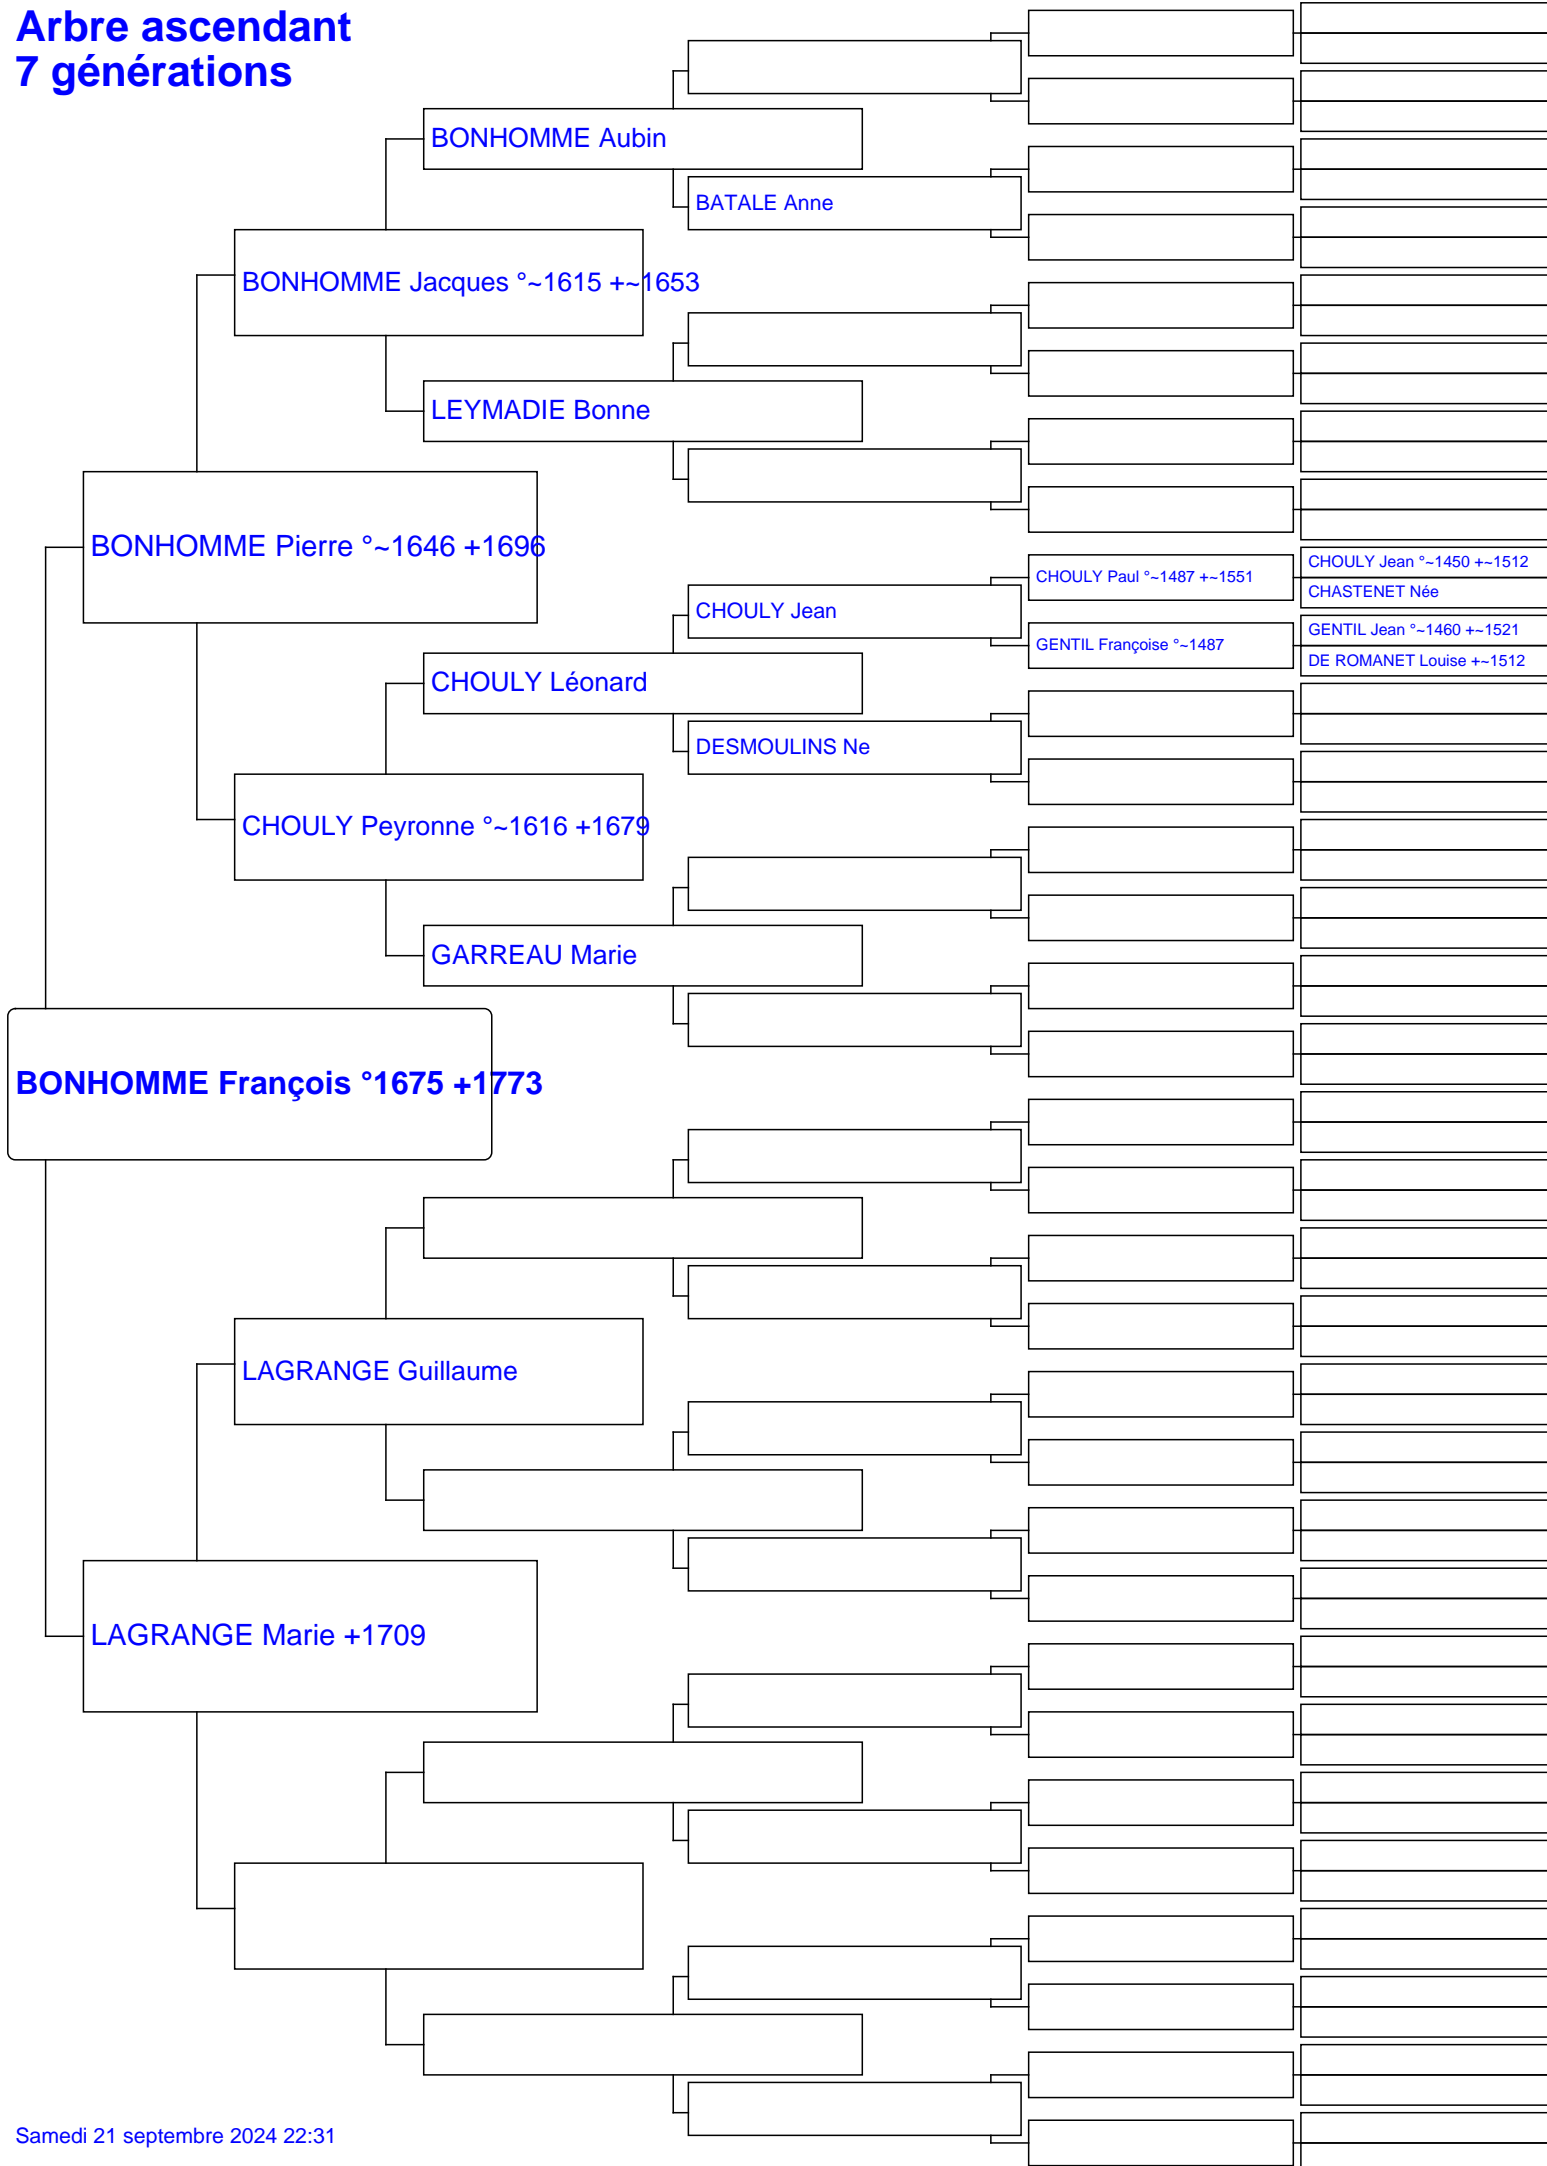 Arbre ascendant
7 générations
BONHOMME Aubin
BATALE Anne
BONHOMME Jacques °~1615 +~1653
LEYMADIE Bonne
BONHOMME Pierre °~1646 +1696
CHOULY Jean °~1450 +~1512
CHOULY Paul °~1487 +~1551
CHASTENET Née
CHOULY Jean
GENTIL Jean °~1460 +~1521
GENTIL Françoise °~1487
DE ROMANET Louise +~1512
CHOULY Léonard
DESMOULINS Ne
CHOULY Peyronne °~1616 +1679
GARREAU Marie
BONHOMME François °1675 +1773
LAGRANGE Guillaume
LAGRANGE Marie +1709
Samedi 21 septembre 2024 22:31